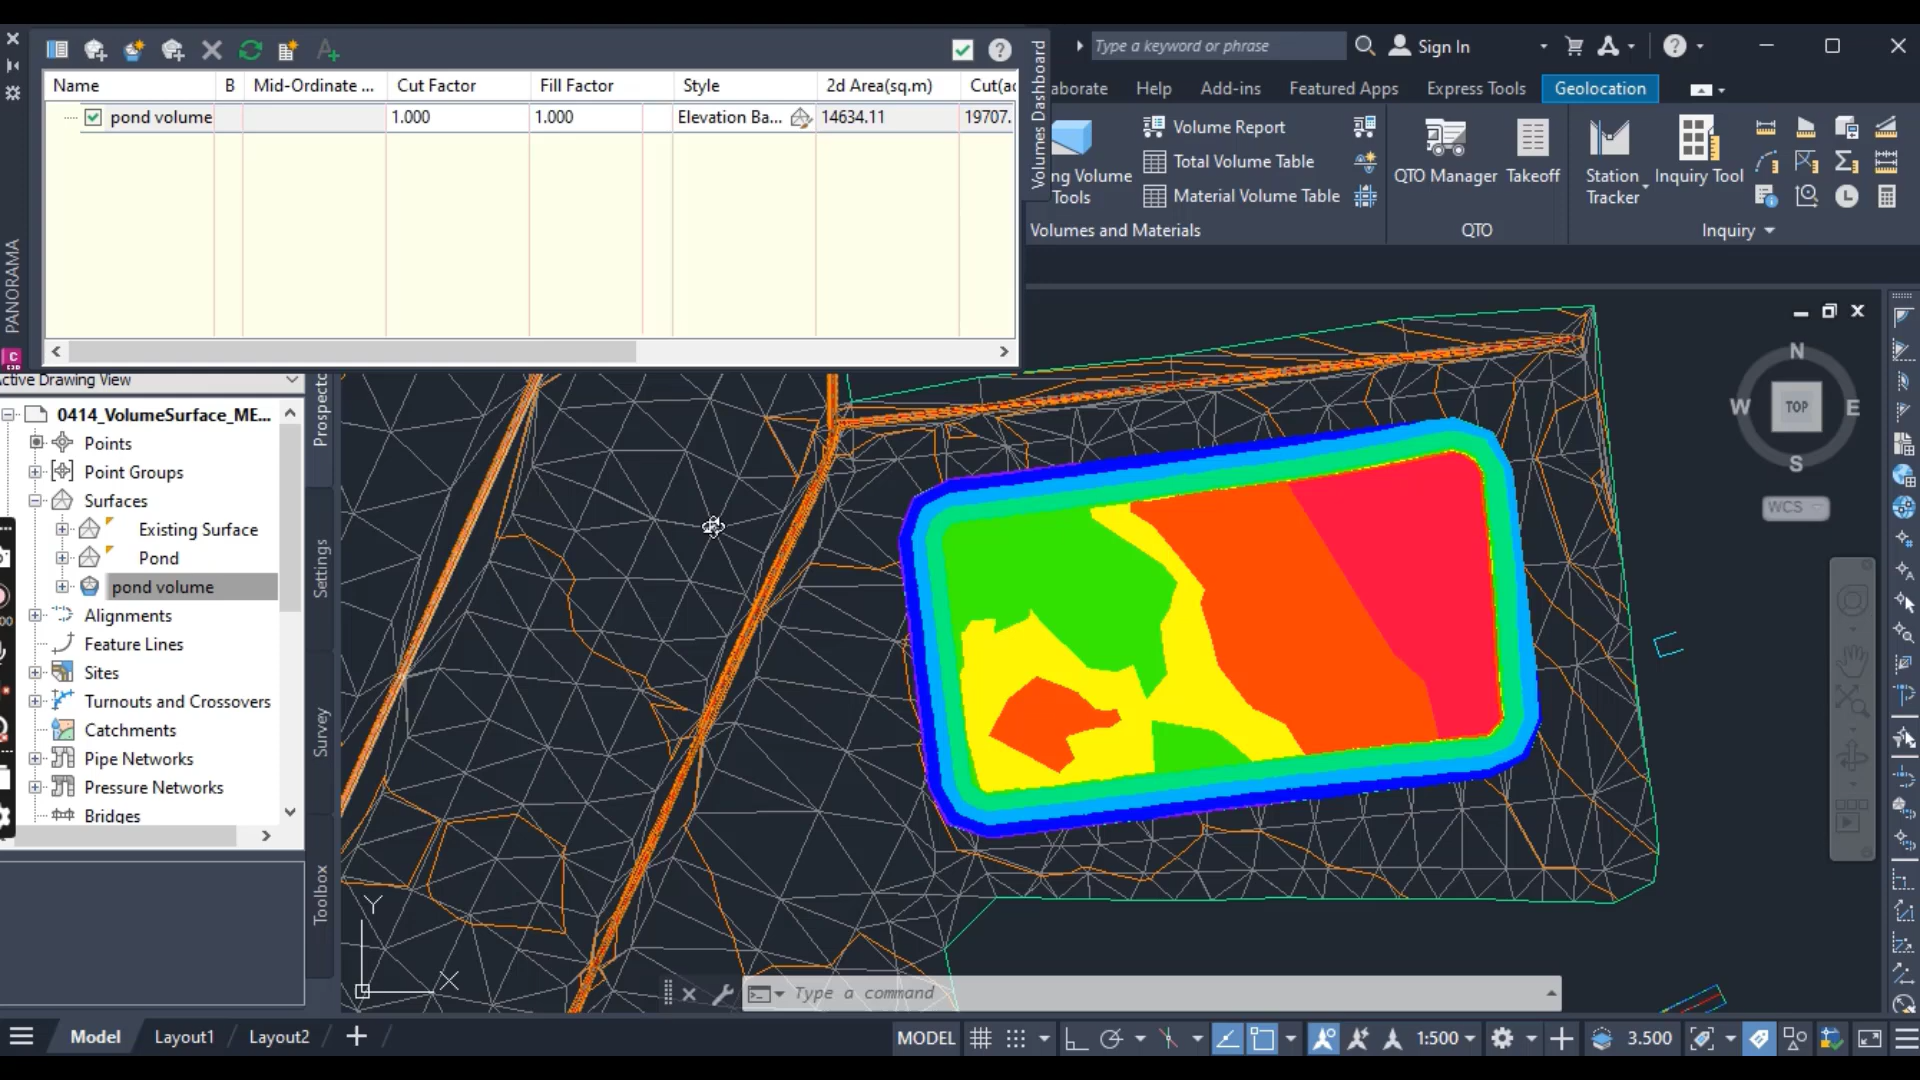 Name B Mid-Ordinate ... Cut Factor Fill Factor Style 2d Area(sq.m) Cut(ac
pond volume 1.000 1.000 Elevation Ba... 14634.11 19707.
PANORAMA
Volumes Dashboard
Type a keyword or phrase Sign In
aborate Help Add-ins Featured Apps Express Tools Geolocation
ng Volume
Tools
Volume Report
Total Volume Table
Material Volume Table
QTO Manager Takeoff
Station
Tracker
Inquiry Tool
Volumes and Materials QTO Inquiry
ctive Drawing View
0414_VolumeSurface_ME...
Points
Point Groups
Surfaces
Existing Surface
Pond
pond volume
Alignments
Feature Lines
Sites
Turnouts and Crossovers
Catchments
Pipe Networks
Pressure Networks
Bridges
Prospecto
Settings
Survey
Toolbox
N
W TOP E
S
WCS
Y
X
Type a command
Model Layout1 Layout2 MODEL 1:500 3.500